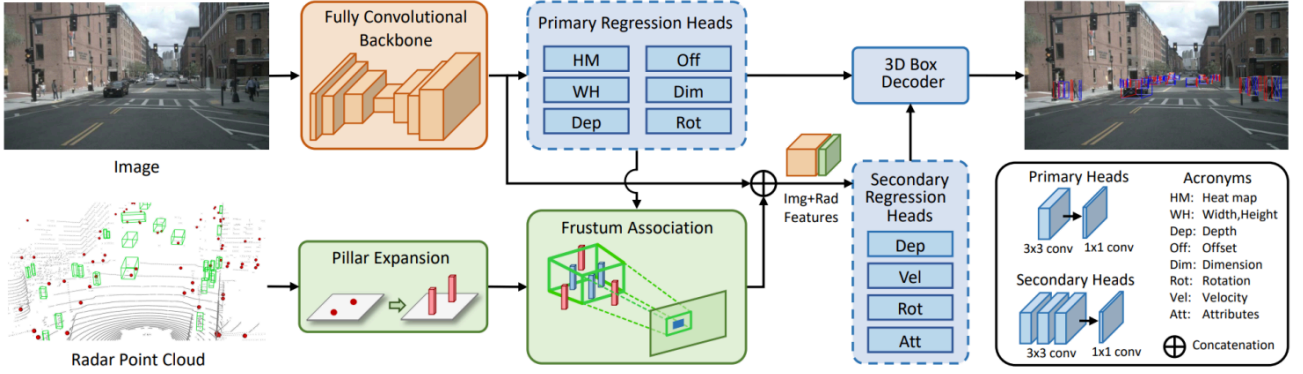 Image
Radar Point Cloud
Fully Convolutional
Backbone
Primary Regression Heads
HM
Off
WH
Dim
Dep
Rot
Pillar Expansion
Frustum Association
Img+Rad
Features
3D Box
Decoder
Secondary
Regression
Heads
Dep
Vel
Rot
Att
Primary Heads
3x3 conv
1x1 conv
Secondary Heads
3x3 conv
1x1 conv
Acronyms
HM: Heat map
WH: Width,Height
Dep: Depth
Off: Offset
Dim: Dimension
Rot: Rotation
Vel: Velocity
Att: Attributes
Concatenation